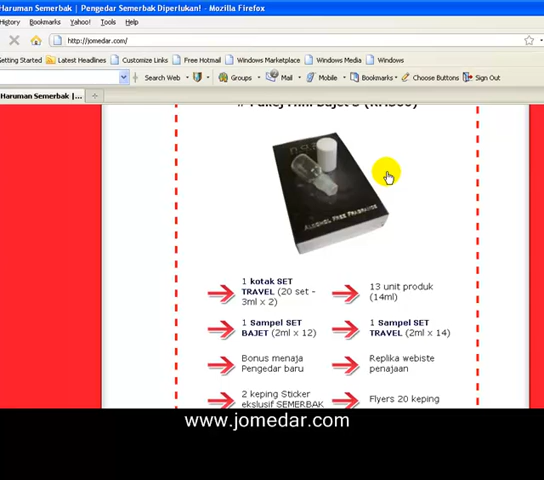 Haruman Semerbak | Pengedar Semerbak Diperlukan! - Mozilla Firefox
History Bookmarks Yahoo! Tools Help
http://jomedar.com/
Getting Started Latest Headlines Customize Links Free Hotmail Windows Marketplace Windows Media Windows
Search Web Groups Mail Mobile Bookmarks Choose Buttons Sign Out
Haruman Semerbak |...
ALCOHOL FREE FRAGRANCE
1 kotak SET
TRAVEL (20 set -
3ml x 2)
13 unit produk
(14ml)
1 Sampel SET
BAJET (2ml x 12)
1 Sampel SET
TRAVEL (2ml x 14)
Bonus menaja
Pengedar baru
Replika webiste
penajaan
2 keping Sticker
ekslusif SEMERBAK
Flyers 20 keping
www.jomedar.com